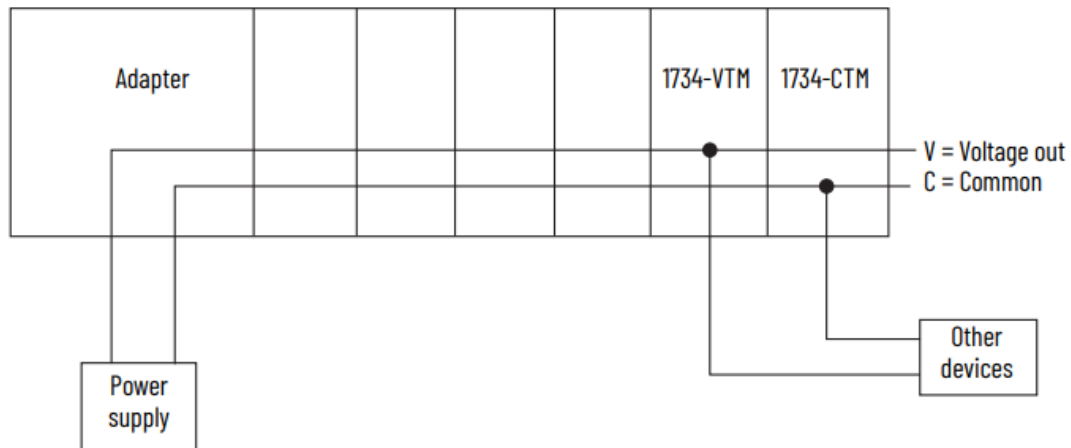 Adapter
1734-VTM
1734-CTM
V = Voltage out
C = Common
Other
devices
Power
supply